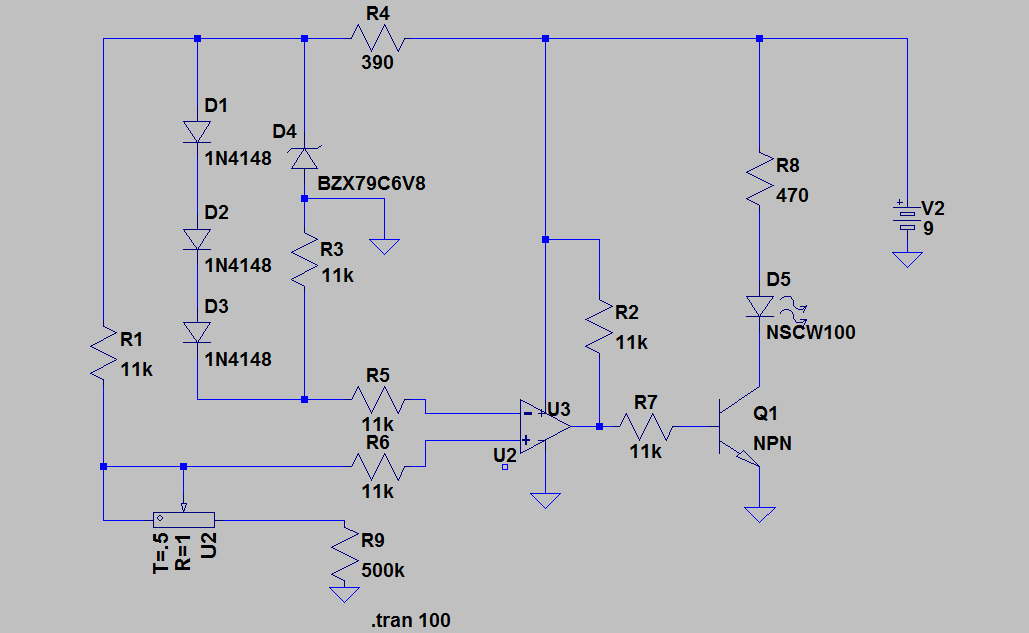 R4
390
D1
1N4148
D4
BZX79C6V8
R8
470
V2
9
D2
1N4148
R3
11k
D5
NSCW100
D3
1N4148
R1
11k
R2
11k
R5
11k
U3
R7
11k
Q1
NPN
R6
11k
U2
T=.5
R=1
U2
R9
500k
.tran 100